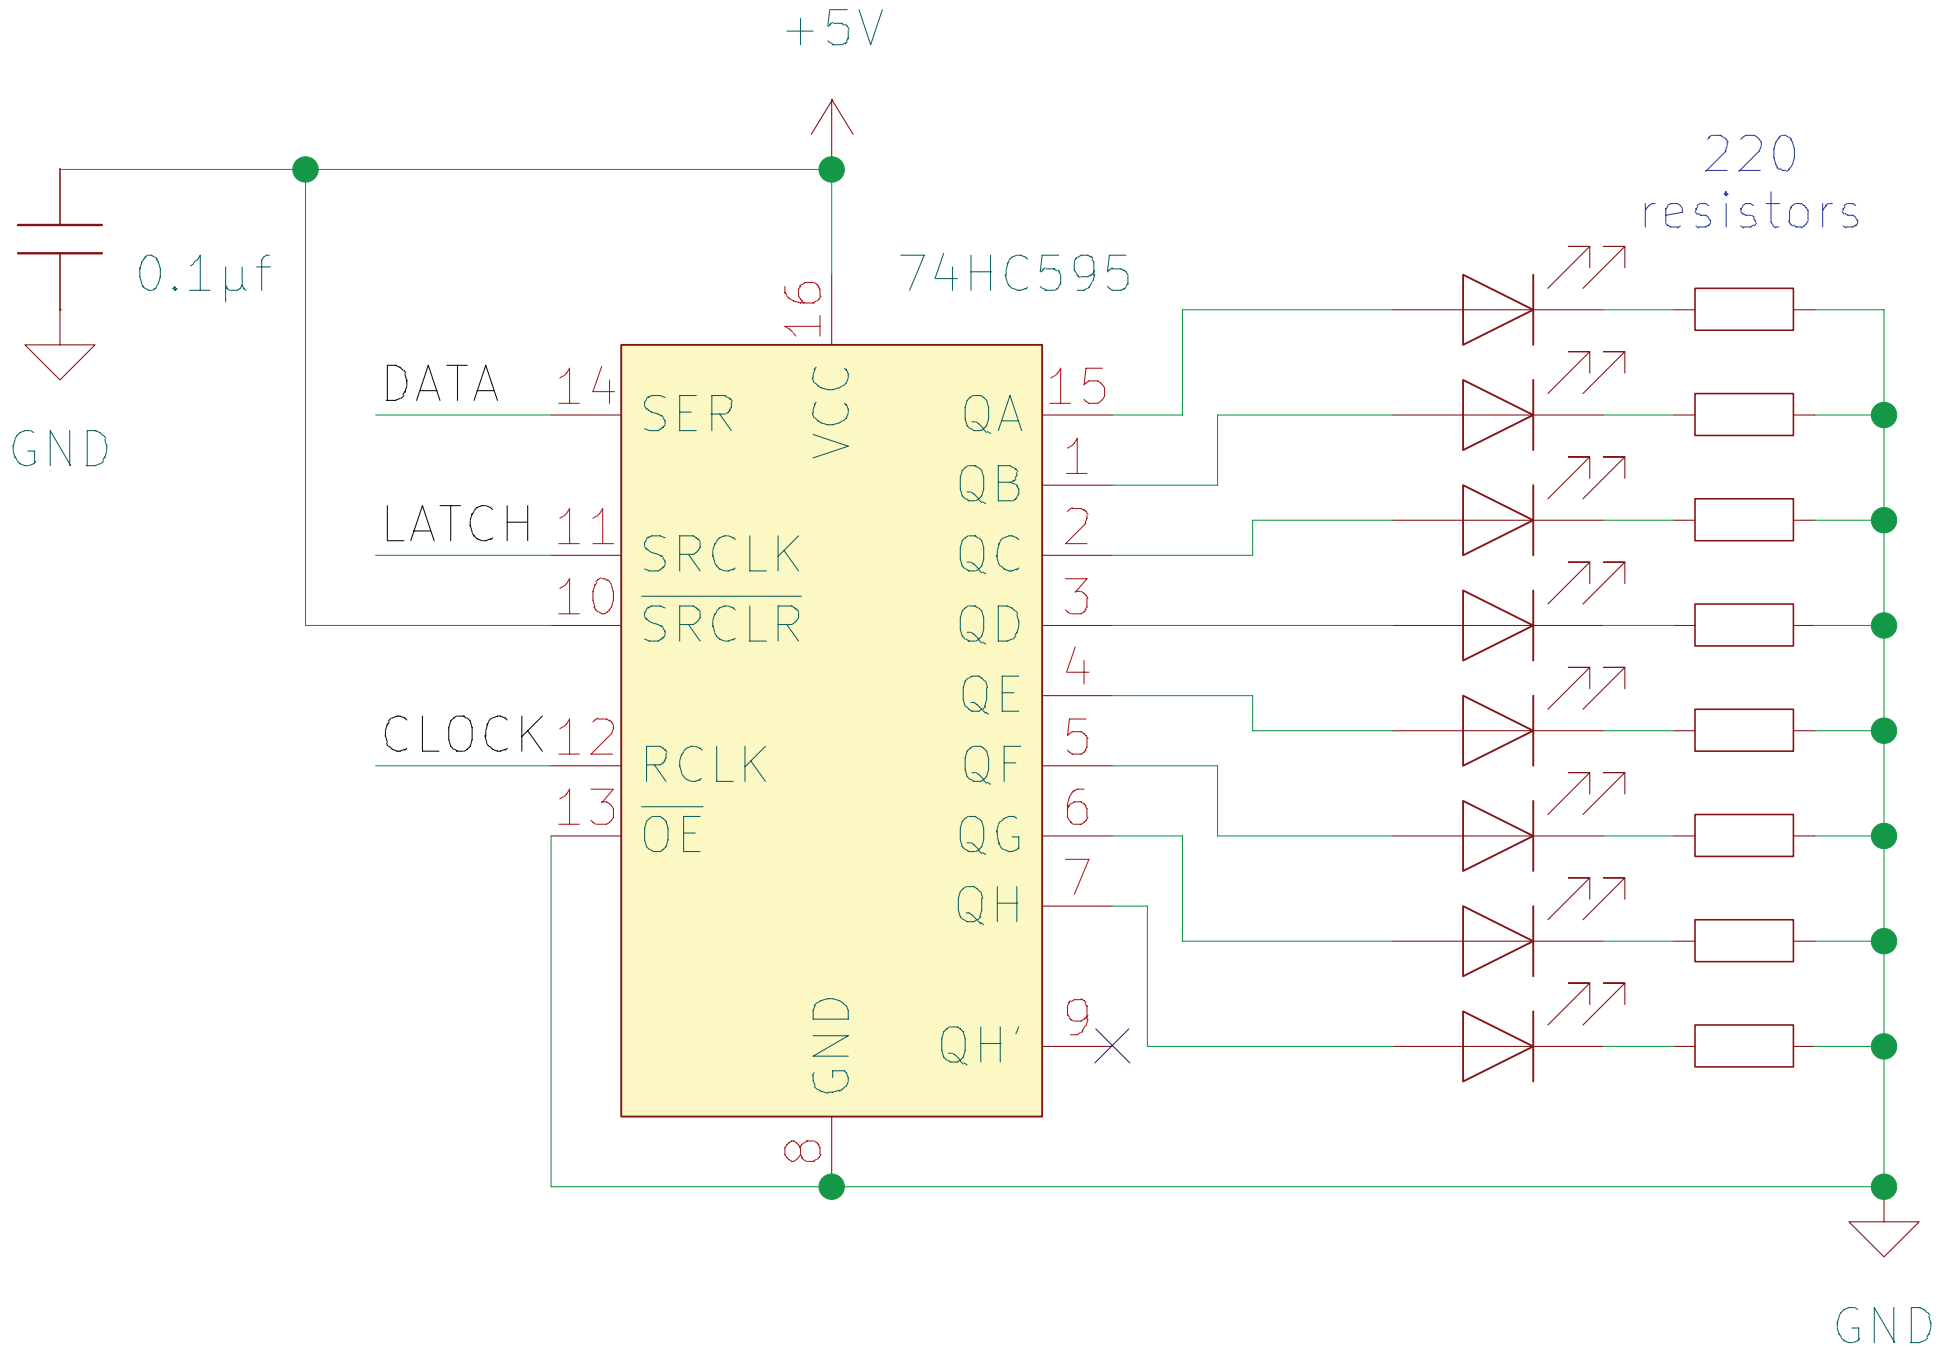 +5V
220
resistors
0.1µf
74HC595
16
GND
DATA
14
SER
VCC
QA
15
QB
1
LATCH
11
SRCLK
QC
2
10
SRCLR
QD
3
QE
4
CLOCK
12
RCLK
QF
5
13
OE
QG
6
QH
7
GND
QH'
9
8
GND